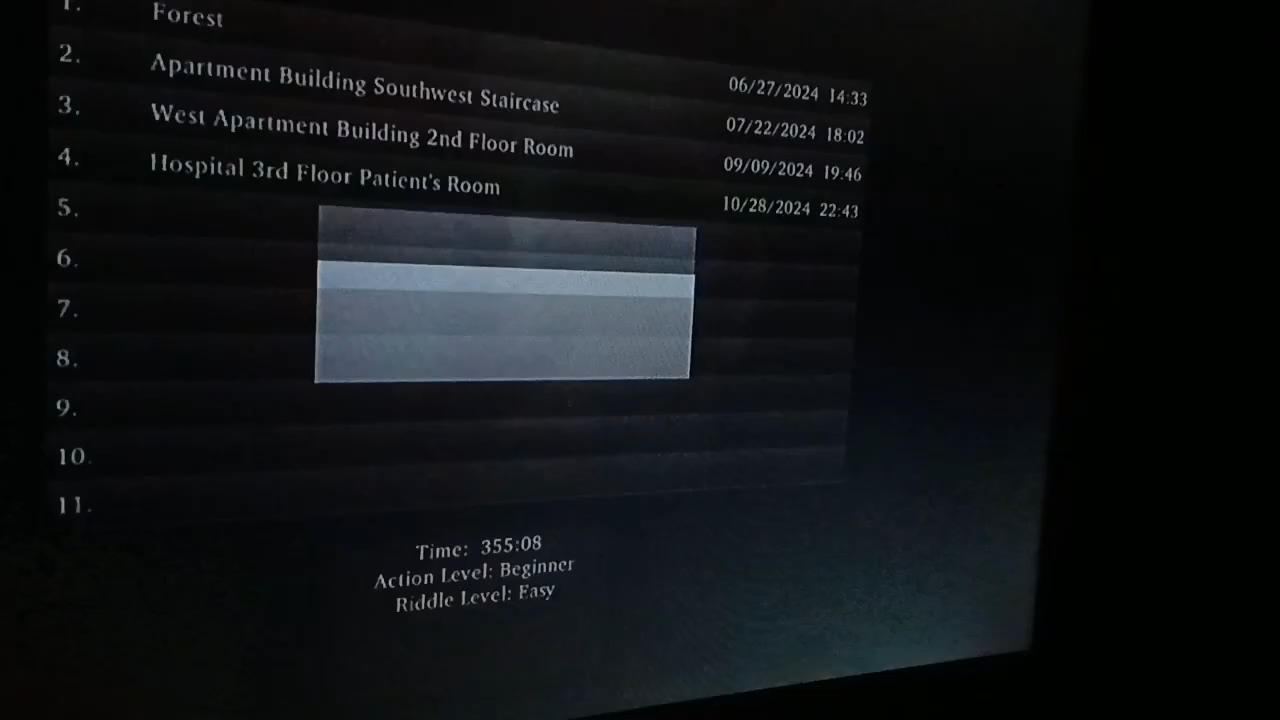 1. Forest 06/27/2024 14:33
2. Apartment Building Southwest Staircase 07/22/2024 18:02
3. West Apartment Building 2nd Floor Room 09/09/2024 19:46
4. Hospital 3rd Floor Patient's Room 10/28/2024 22:43
5.
6.
7.
8.
9.
10.
11.
Time: 355:08
Action Level: Beginner
Riddle Level: Easy